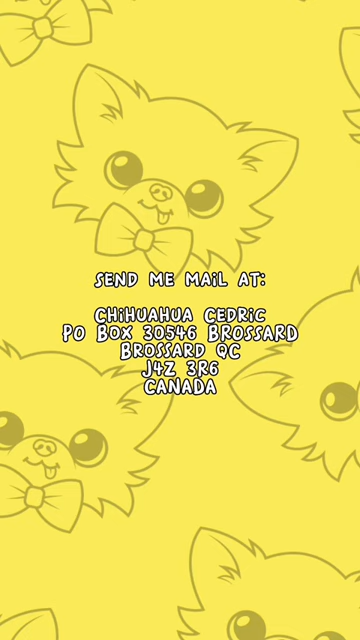 SEND ME MAIL AT:
CHIHUAHUA CEDRIC
PO BOX 30546 BROSSARD
BROSSARD QC
J4Z 3R6
CANADA